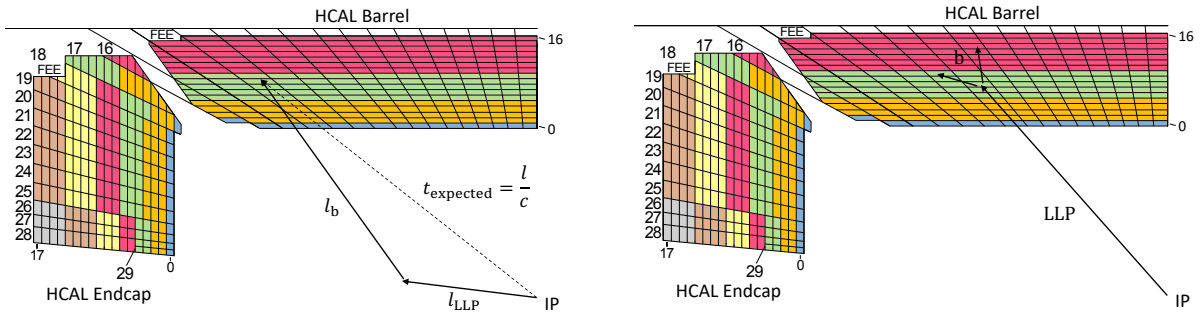 HCAL Barrel
FEE
16
17
16
18
FEE
19
20
21
22
23
24
25
26
27
28
17
29
0
0
HCAL Endcap
t_expected = l/c
l_b
l_LLP
IP
HCAL Barrel
FEE
16
17
16
18
FEE
19
20
21
22
23
24
25
26
27
28
17
29
0
0
HCAL Endcap
b
LLP
IP